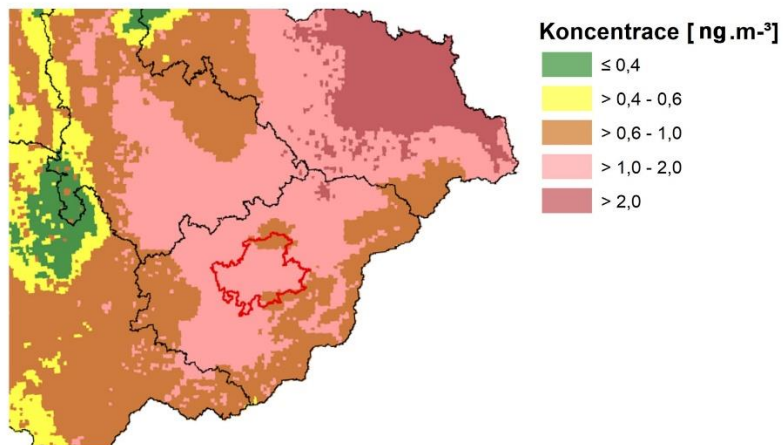 Koncentrace [ ng.m-³]
≤ 0,4
> 0,4 - 0,6
> 0,6 - 1,0
> 1,0 - 2,0
> 2,0